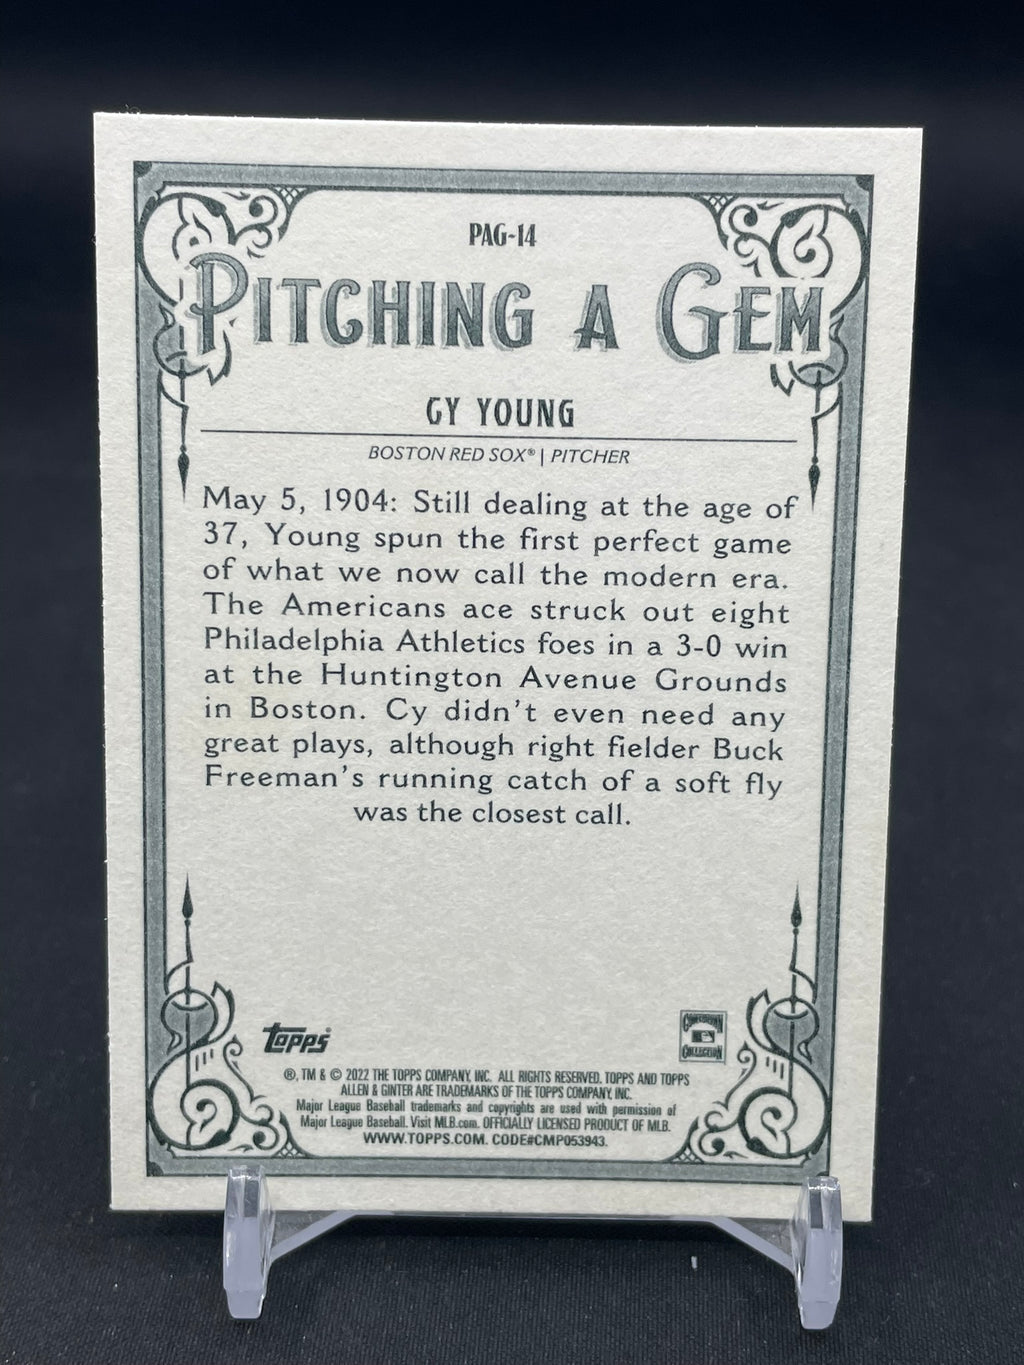 PAG-14
PITCHING A GEM
CY YOUNG
BOSTON RED SOX® | PITCHER
May 5, 1904: Still dealing at the age of
37, Young spun the first perfect game
of what we now call the modern era.
The Americans ace struck out eight
Philadelphia Athletics foes in a 3-0 win
at the Huntington Avenue Grounds
in Boston. Cy didn't even need any
great plays, although right fielder Buck
Freeman's running catch of a soft fly
was the closest call.
topps
COOPERSTOWN
COLLECTION
®, TM & © 2022 THE TOPPS COMPANY, INC. ALL RIGHTS RESERVED. TOPPS AND TOPPS
ALLEN & GINTER ARE TRADEMARKS OF THE TOPPS COMPANY, INC.
Major League Baseball trademarks and copyrights are used with permission of
Major League Baseball. Visit MLB.com. OFFICIALLY LICENSED PRODUCT OF MLB.
WWW.TOPPS.COM. CODE#CMP053943.